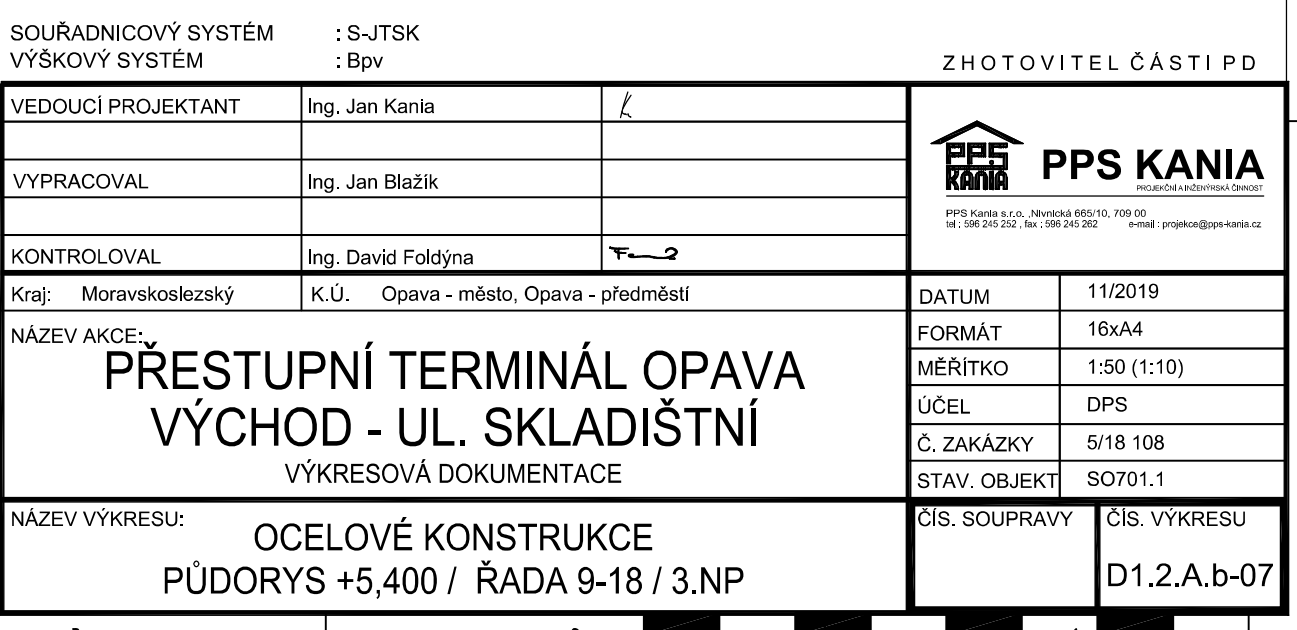 SOUŘADNICOVÝ SYSTÉM : S-JTSK
VÝŠKOVÝ SYSTÉM : Bpv
ZHOTOVITEL ČÁSTI PD
VEDOUCÍ PROJEKTANT Ing. Jan Kania
VYPRACOVAL Ing. Jan Blažík
KONTROLOVAL Ing. David Foldýna
PPS
KANIA
PPS KANIA
PROJEKČNÍ A INŽENÝRSKÁ ČINNOST
PPS Kania s.r.o. ,Nivnická 665/10, 709 00
tel ; 596 245 252 , fax ; 596 245 262 e-mail : projekce@pps-kania.cz
Kraj: Moravskoslezský K.Ú. Opava - město, Opava - předměstí
NÁZEV AKCE:
PŘESTUPNÍ TERMINÁL OPAVA
VÝCHOD - UL. SKLADIŠTNÍ
VÝKRESOVÁ DOKUMENTACE
DATUM 11/2019
FORMÁT 16xA4
MĚŘÍTKO 1:50 (1:10)
ÚČEL DPS
Č. ZAKÁZKY 5/18 108
STAV. OBJEKT SO701.1
NÁZEV VÝKRESU:
OCELOVÉ KONSTRUKCE
PŮDORYS +5,400 / ŘADA 9-18 / 3.NP
ČÍS. SOUPRAVY
ČÍS. VÝKRESU
D1.2.A.b-07